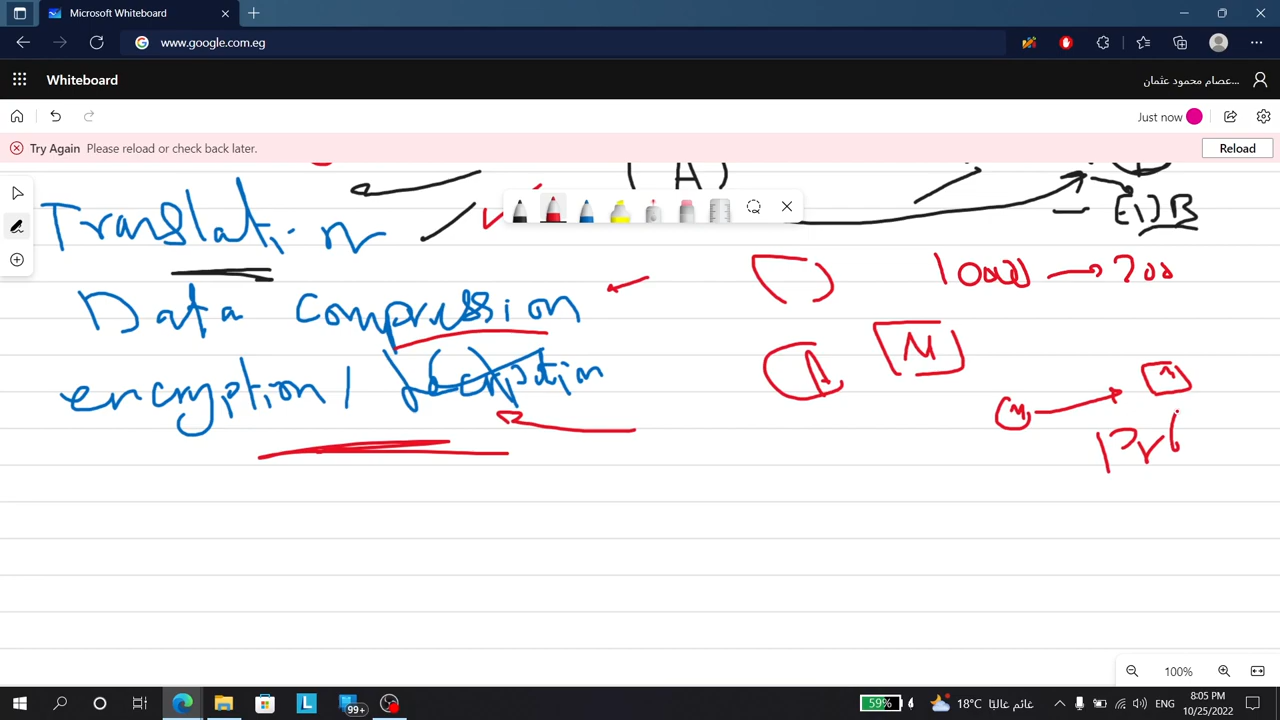 Microsoft Whiteboard
www.google.com.eg
Whiteboard
عصام محمود عثمان...
Just now
Try Again Please reload or check back later.
Reload
(A)
Translation
1000 → 700
Data compression
M
encryption |
M
M
100%
L
99+
59%
18°C غائم غالبًا
ENG
8:05 PM
10/25/2022